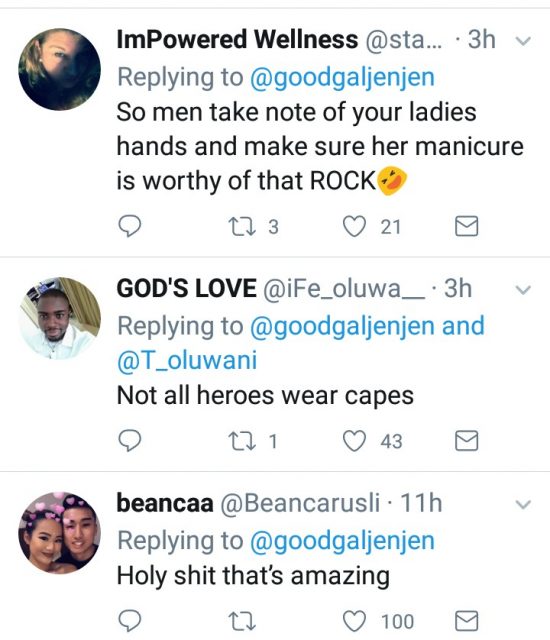 ImPowered Wellness @sta... · 3h
Replying to @goodgaljenjen
So men take note of your ladies
hands and make sure her manicure
is worthy of that ROCK🤣
3 21
GOD'S LOVE @iFe_oluwa__ · 3h
Replying to @goodgaljenjen and
@T_oluwani
Not all heroes wear capes
1 43
beancaa @Beancarusli · 11h
Replying to @goodgaljenjen
Holy shit that's amazing
100